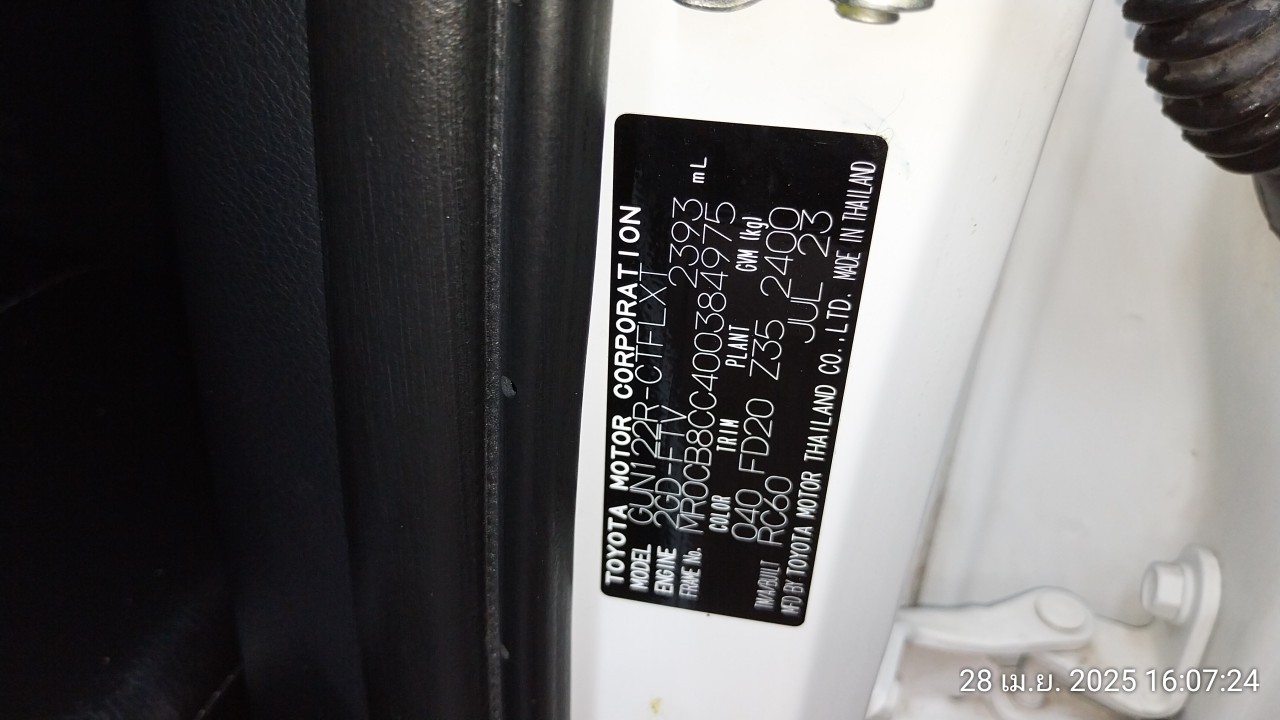 TOYOTA MOTOR CORPORATION
MODEL GUN122R-CTFLXT
ENGINE 2GD-FTV 2393 mL
FRAME No. MR0CB8CC400384975
COLOR TRIM PLANT GVM (kg)
040 FD20 Z35 2400
TMA/BUILT RC60 JUL 23
MFD BY TOYOTA MOTOR THAILAND CO.,LTD. MADE IN THAILAND
28 เม.ย. 2025 16:07:24